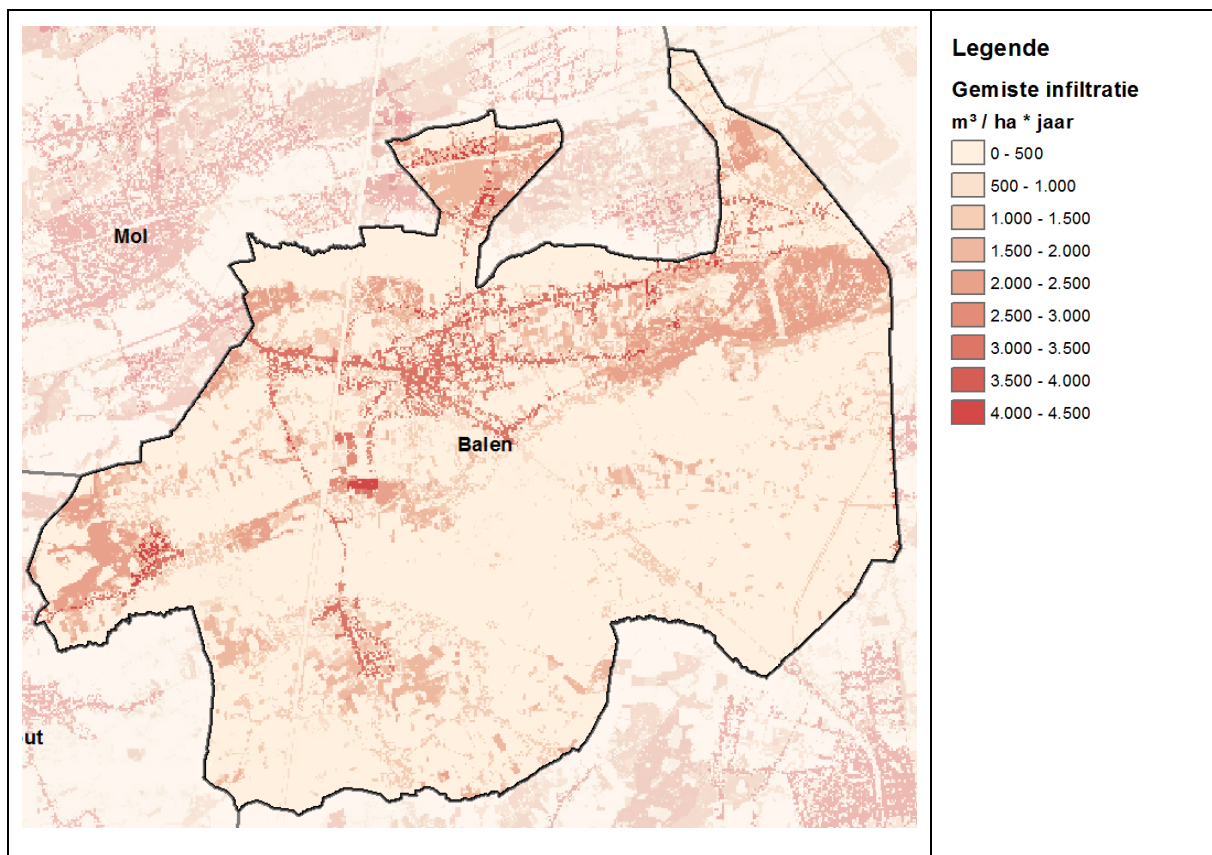 Mol
Balen
out
Legende
Gemiste infiltratie
m³ / ha * jaar
0 - 500
500 - 1.000
1.000 - 1.500
1.500 - 2.000
2.000 - 2.500
2.500 - 3.000
3.000 - 3.500
3.500 - 4.000
4.000 - 4.500